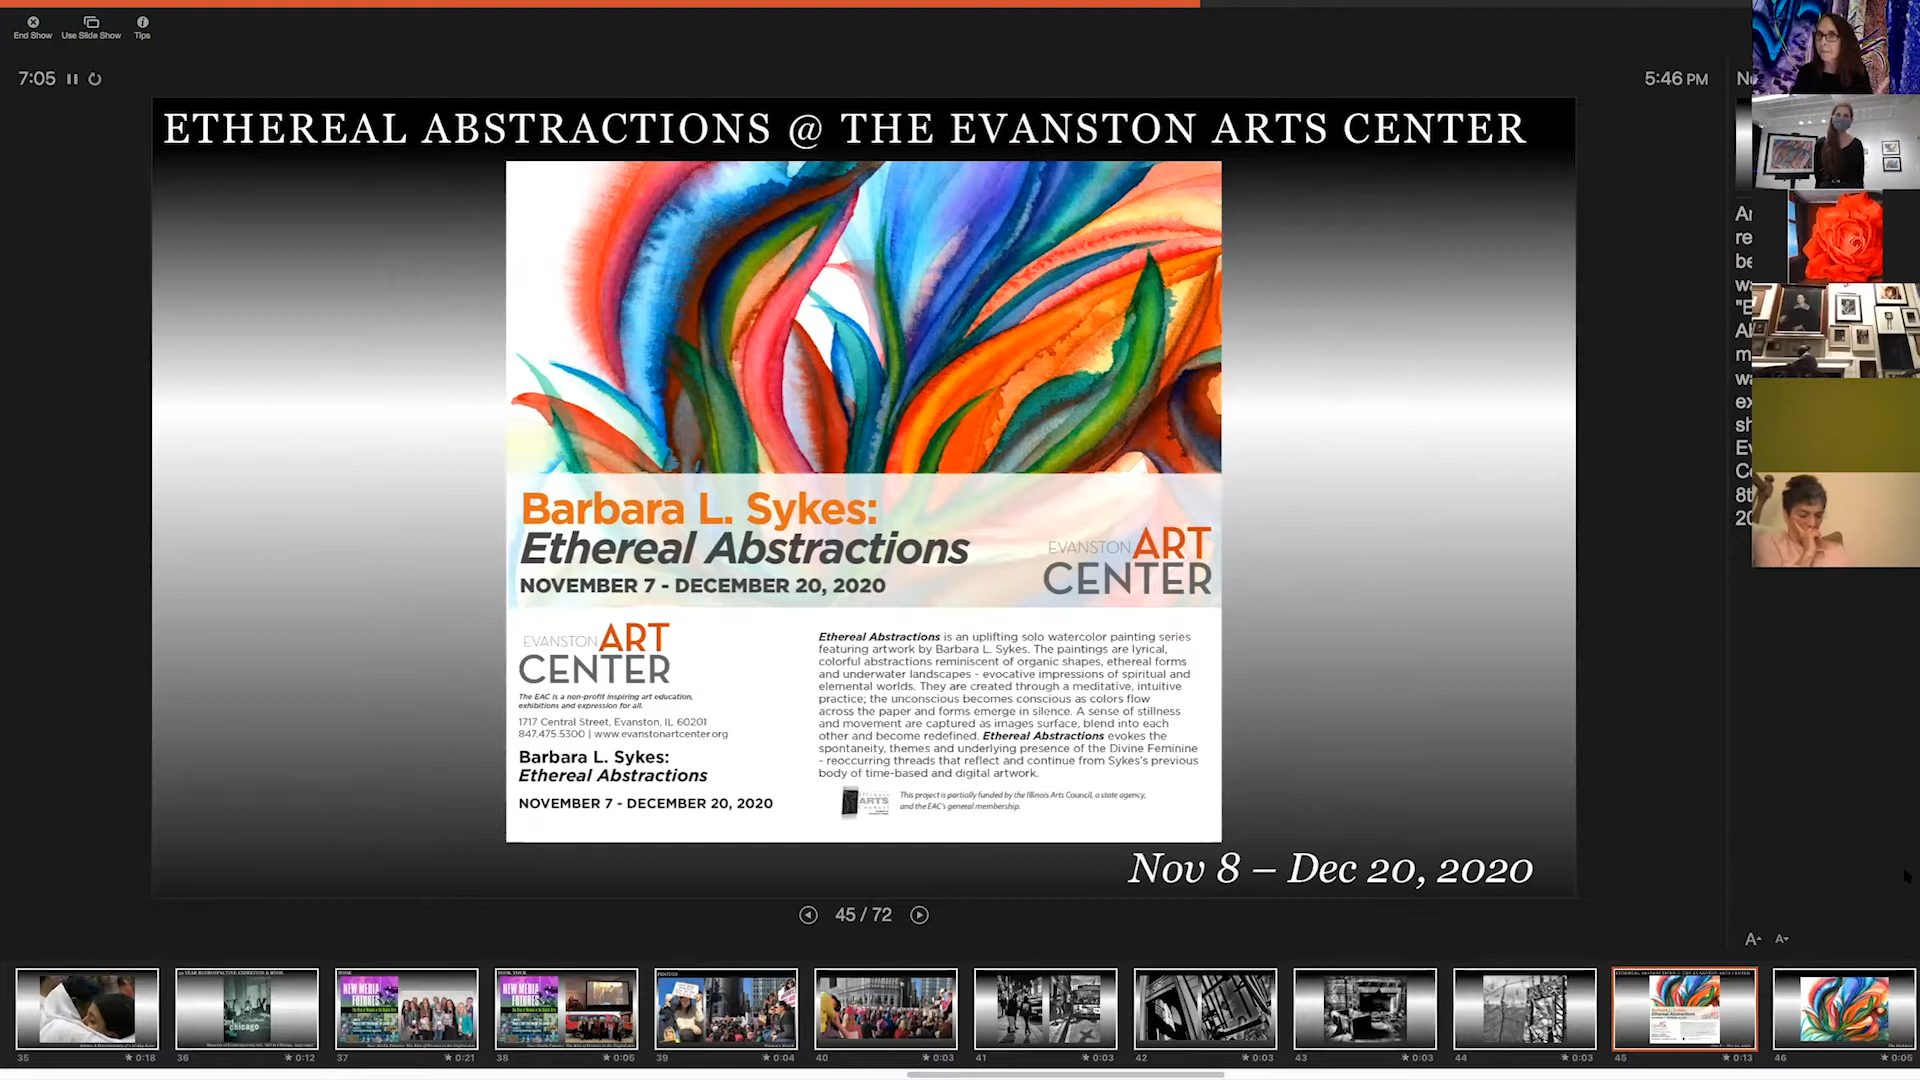 End Show
Use Slide Show
Tips
7:05
5:46 PM
ETHEREAL ABSTRACTIONS @ THE EVANSTON ARTS CENTER
Barbara L. Sykes:
Ethereal Abstractions
NOVEMBER 7 - DECEMBER 20, 2020
EVANSTON ART
CENTER
EVANSTON ART
CENTER
The EAC is a non-profit inspiring art education,
exhibitions and expression for all.
1717 Central Street, Evanston, IL 60201
847.475.5300 | www.evanstonartcenter.org
Barbara L. Sykes:
Ethereal Abstractions
NOVEMBER 7 - DECEMBER 20, 2020
Ethereal Abstractions is an uplifting solo watercolor painting series
featuring artwork by Barbara L. Sykes. The paintings are lyrical,
colorful abstractions reminiscent of organic shapes, ethereal forms
and underwater landscapes - evocative impressions of spiritual and
elemental worlds. They are created through a meditative, intuitive
practice; the unconscious becomes conscious as colors flow
across the paper and forms emerge in silence. A sense of stillness
and movement are captured as images surface, blend into each
other and become redefined. Ethereal Abstractions evokes the
spontaneity, themes and underlying presence of the Divine Feminine
- reoccurring threads that reflect and continue from Sykes's previous
body of time-based and digital artwork.
This project is partially funded by the Illinois Arts Council, a state agency,
and the EAC's general membership.
Nov 8 – Dec 20, 2020
45 / 72
BOOK
NEW MEDIA
FUTURES
NEW MEDIA
FUTURES
PHOTOS
chicago
35 ★ 0:18
36 ★ 0:12
37 ★ 0:21
38 ★ 0:05
39 ★ 0:04
40 ★ 0:03
41 ★ 0:03
42 ★ 0:03
43 ★ 0:03
44 ★ 0:03
45 ★ 0:13
46 ★ 0:05